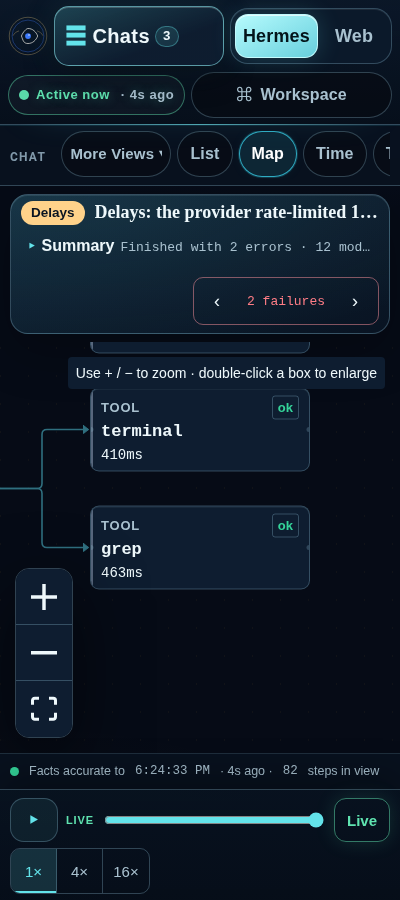 Chats 3
Hermes
Web
Active now · 4s ago
⌘ Workspace
CHAT
More Views
List
Map
Time
Delays
Delays: the provider rate-limited 1…
Summary Finished with 2 errors · 12 mod…
‹ 2 failures ›
Use + / − to zoom · double-click a box to enlarge
TOOL ok
terminal
410ms
TOOL ok
grep
463ms
Facts accurate to 6:24:33 PM · 4s ago · 82 steps in view
LIVE
Live
1× 4× 16×